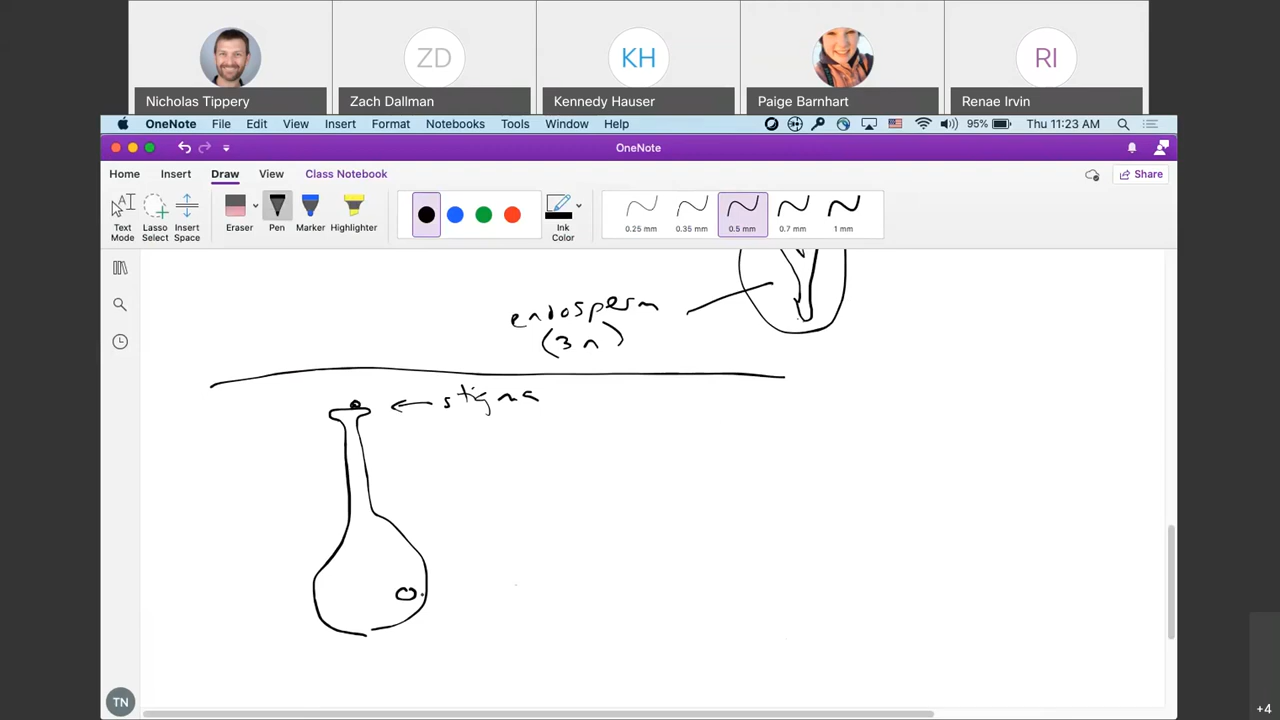 ZD
KH
RI
Nicholas Tippery
Zach Dallman
Kennedy Hauser
Paige Barnhart
Renae Irvin
OneNote File Edit View Insert Format Notebooks Tools Window Help 95% Thu 11:23 AM
OneNote
Home Insert Draw View Class Notebook Share
Text Mode
Lasso Select
Insert Space
Eraser
Pen
Marker
Highlighter
Ink Color
0.25 mm
0.35 mm
0.5 mm
0.7 mm
1 mm
endosperm
(3n)
stigma
TN
+4